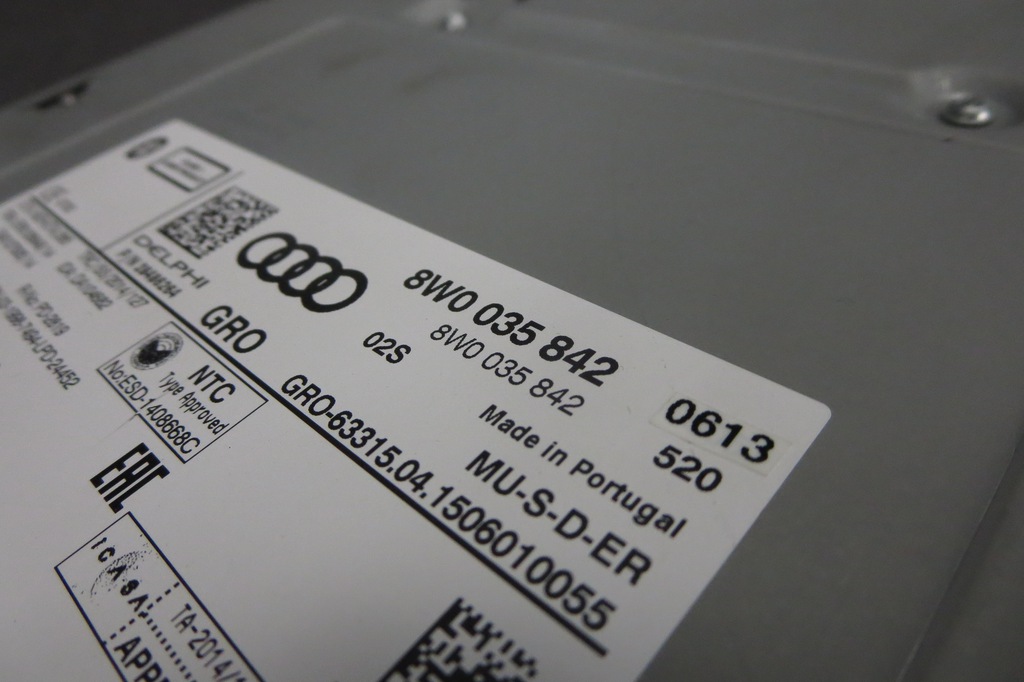 8W0 035 842
8W0 035 842
02S
0613
520
Made in Portugal
MU-S-D-ER
GRO
GRO-63315.04.1506010055
DELPHI
P/N
NTC
Type Approved
No:ESD-1408668C
EAC
ICASA
TA-2014/
APP